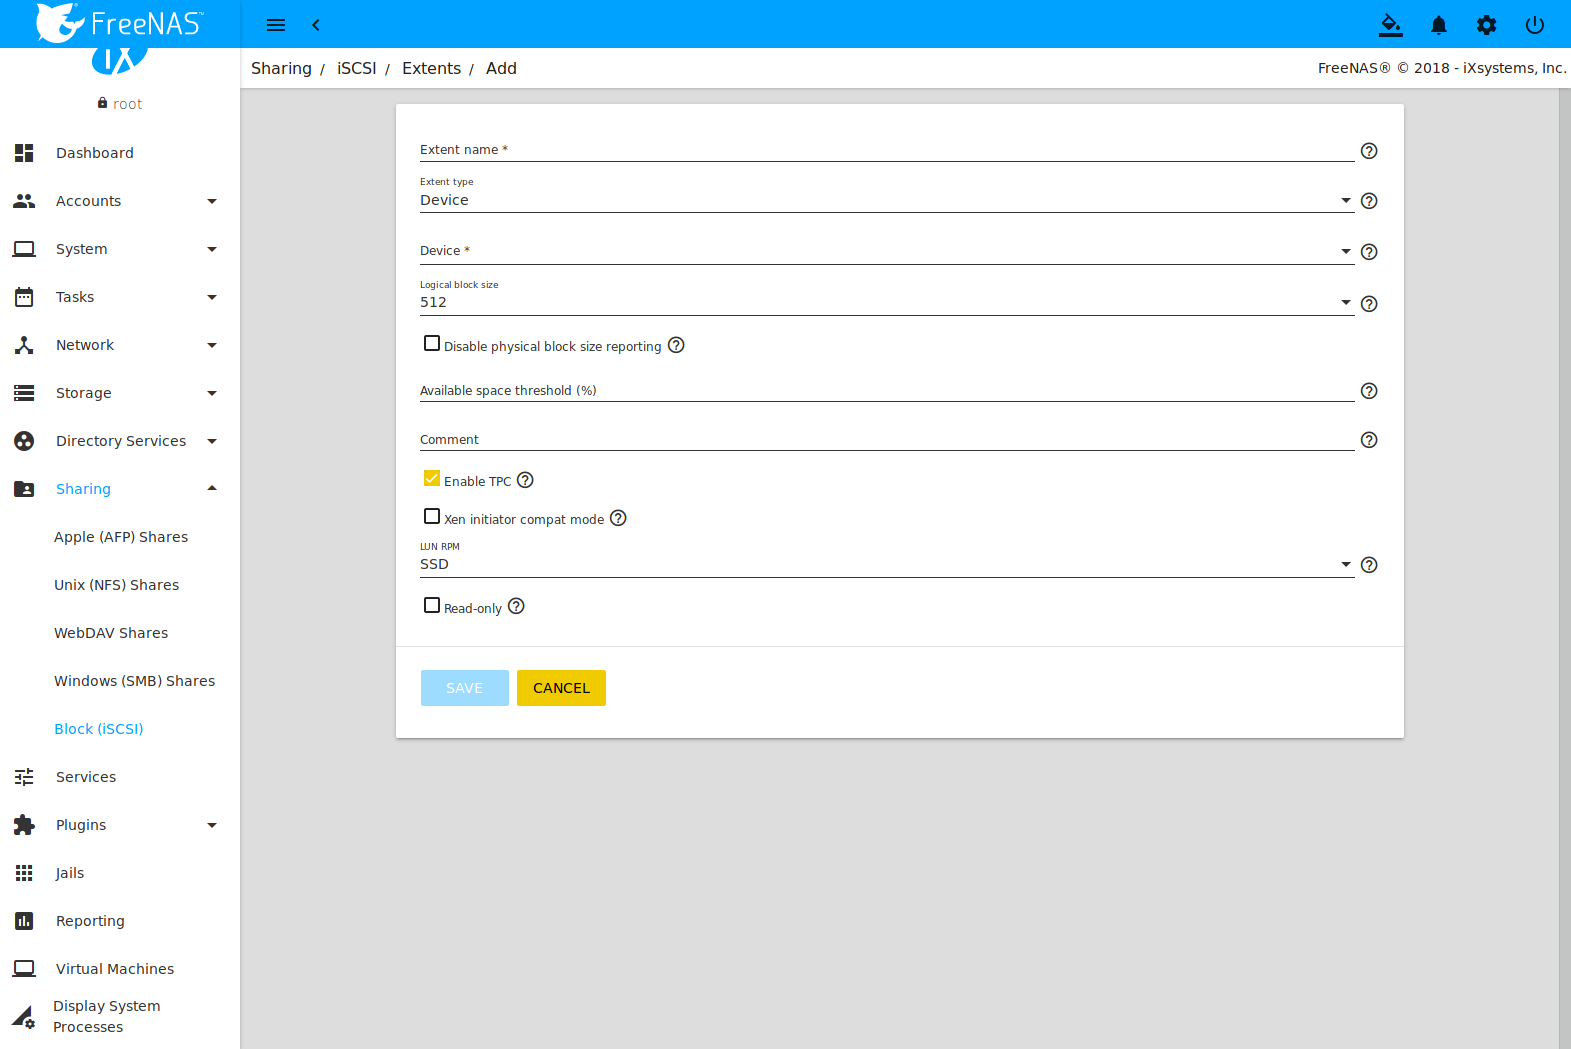 FreeNAS™
Sharing / iSCSI / Extents / Add
FreeNAS® © 2018 - iXsystems, Inc.
iX
root
Dashboard
Accounts
System
Tasks
Network
Storage
Directory Services
Sharing
Apple (AFP) Shares
Unix (NFS) Shares
WebDAV Shares
Windows (SMB) Shares
Block (iSCSI)
Services
Plugins
Jails
Reporting
Virtual Machines
Display System
Processes
Extent name *
Extent type
Device
Device *
Logical block size
512
Disable physical block size reporting
Available space threshold (%)
Comment
Enable TPC
Xen initiator compat mode
LUN RPM
SSD
Read-only
SAVE
CANCEL